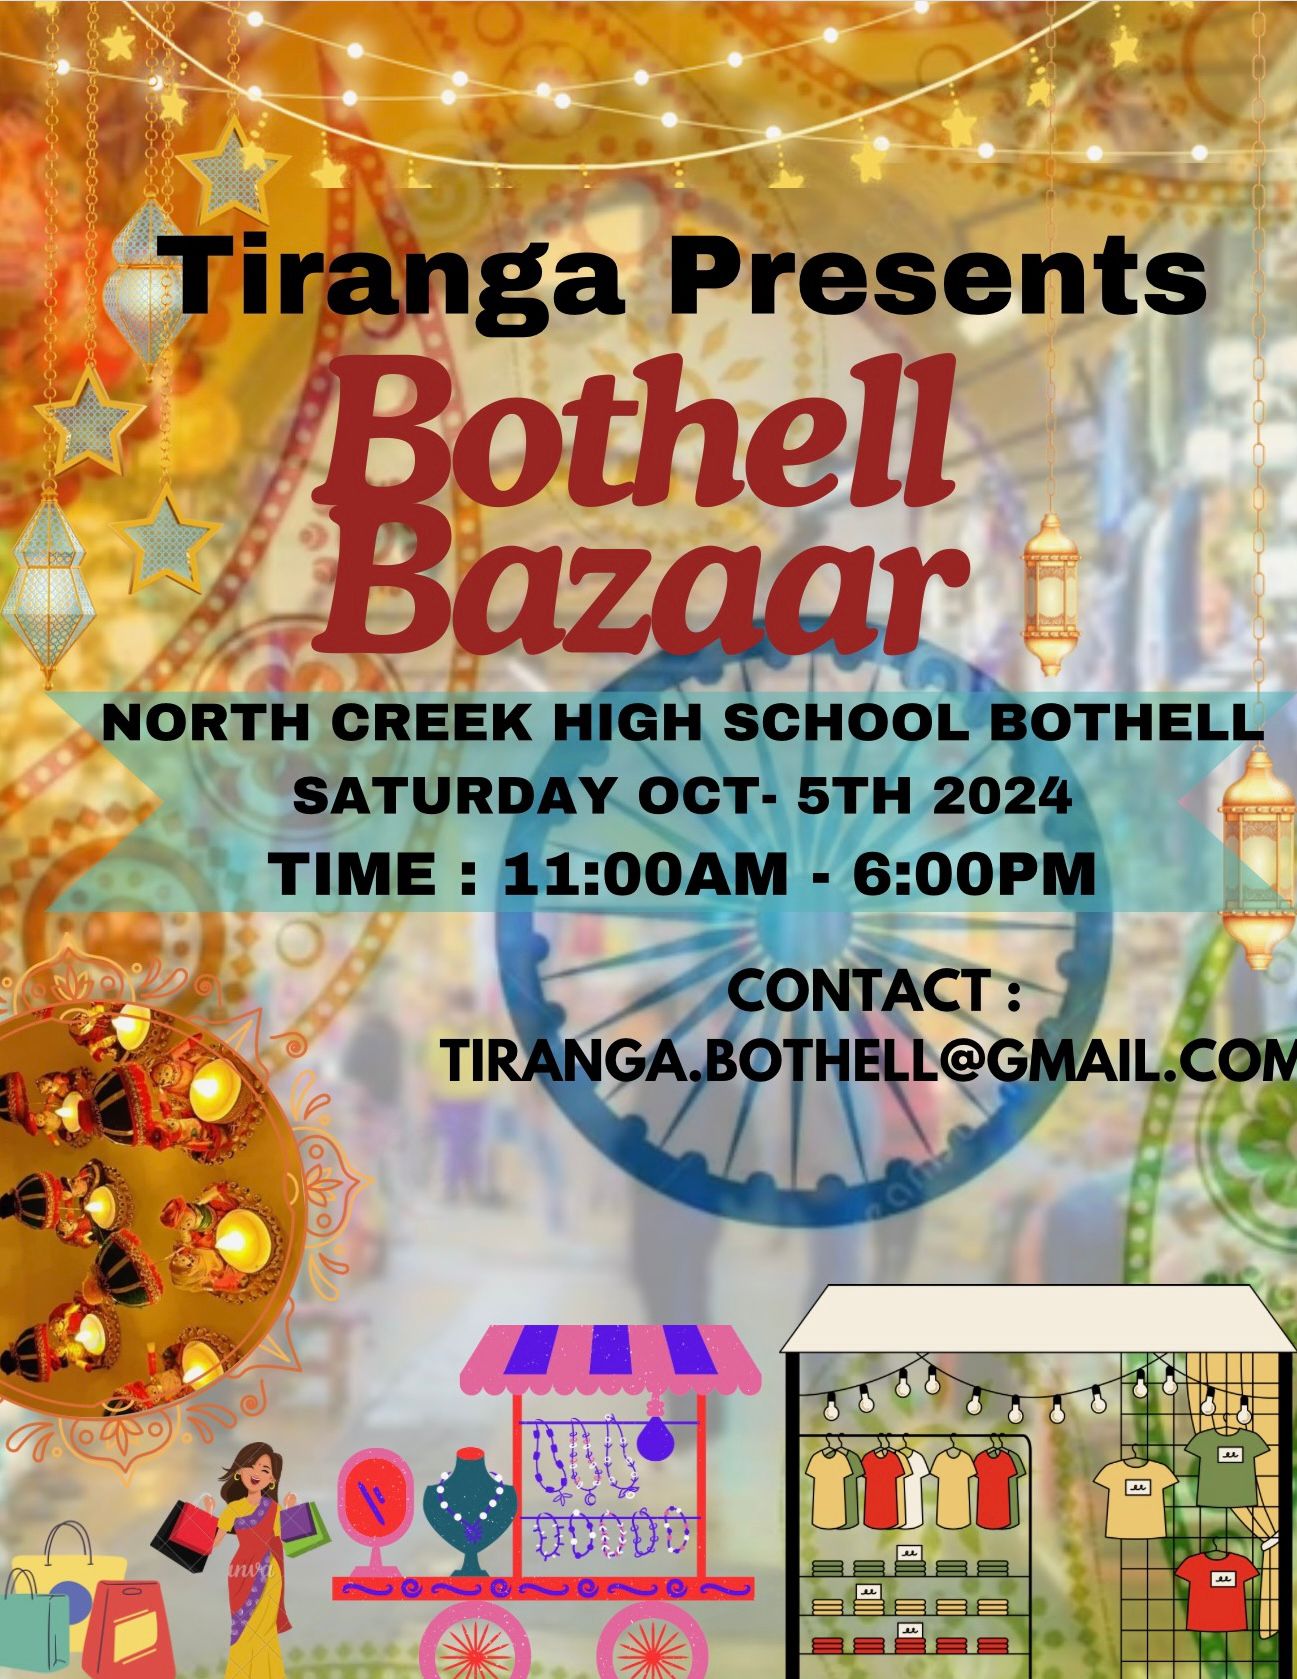 Tiranga Presents
Bothell
Bazaar
NORTH CREEK HIGH SCHOOL BOTHELL
SATURDAY OCT- 5TH 2024
TIME : 11:00AM - 6:00PM
CONTACT :
TIRANGA.BOTHELL@GMAIL.COM